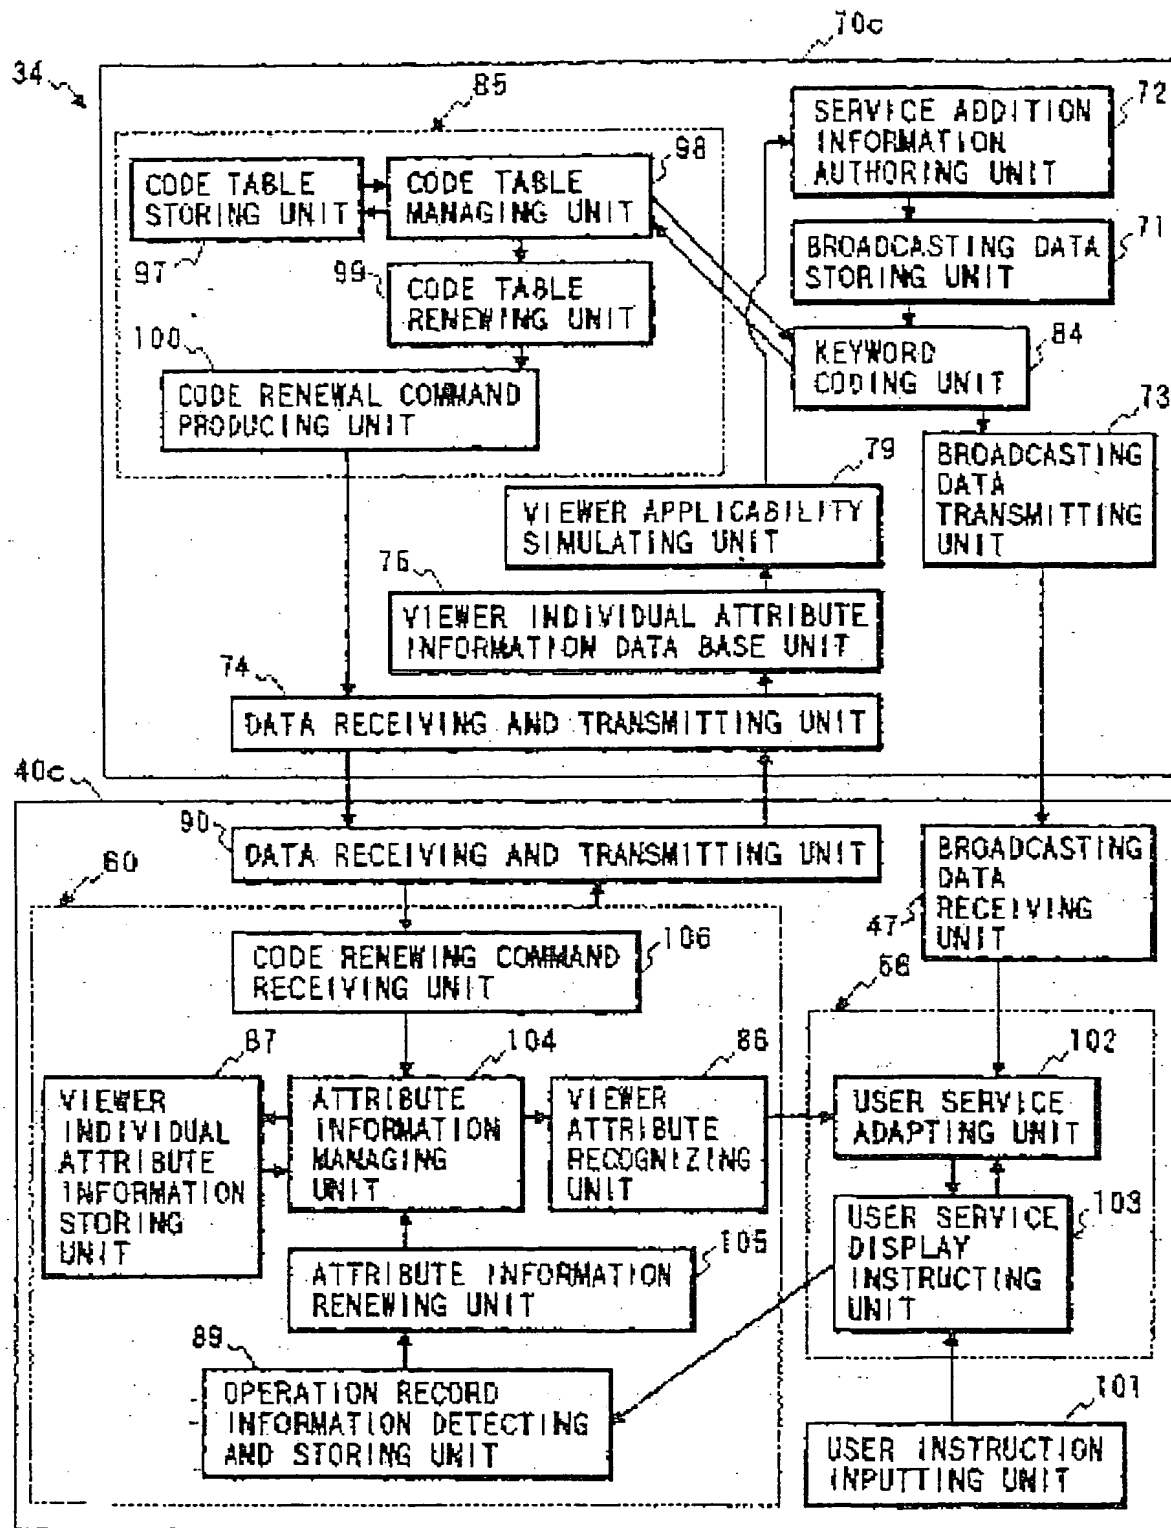 70c
34
85
72
SERVICE ADDITION
INFORMATION
AUTHORING UNIT
98
CODE TABLE
STORING UNIT
CODE TABLE
MANAGING UNIT
71
BROADCASTING DATA
STORING UNIT
97
99
CODE TABLE
RENEWING UNIT
84
KEYWORD
CODING UNIT
100
CODE RENEWAL COMMAND
PRODUCING UNIT
73
BROADCASTING
DATA
TRANSMITTING
UNIT
79
VIEWER APPLICABILITY
SIMULATING UNIT
75
VIEWER INDIVIDUAL ATTRIBUTE
INFORMATION DATA BASE UNIT
74
DATA RECEIVING AND TRANSMITTING UNIT
40c
90
DATA RECEIVING AND TRANSMITTING UNIT
BROADCASTING
DATA
RECEIVING
UNIT
47
60
106
CODE RENEWING COMMAND
RECEIVING UNIT
56
87
VIEWER
INDIVIDUAL
ATTRIBUTE
INFORMATION
STORING
UNIT
104
ATTRIBUTE
INFORMATION
MANAGING
UNIT
86
VIEWER
ATTRIBUTE
RECOGNIZING
UNIT
102
USER SERVICE
ADAPTING UNIT
103
USER SERVICE
DISPLAY
INSTRUCTING
UNIT
105
ATTRIBUTE INFORMATION
RENEWING UNIT
89
OPERATION RECORD
INFORMATION DETECTING
AND STORING UNIT
101
USER INSTRUCTION
INPUTTING UNIT